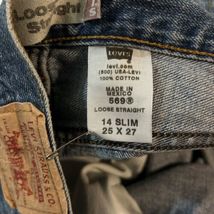 Loose
Straight
LEVI'S
levi.com
(800) USA-LEVI
100% COTTON
MADE IN
MEXICO
569®
LOOSE STRAIGHT
14 SLIM
25 X 27
& CO.